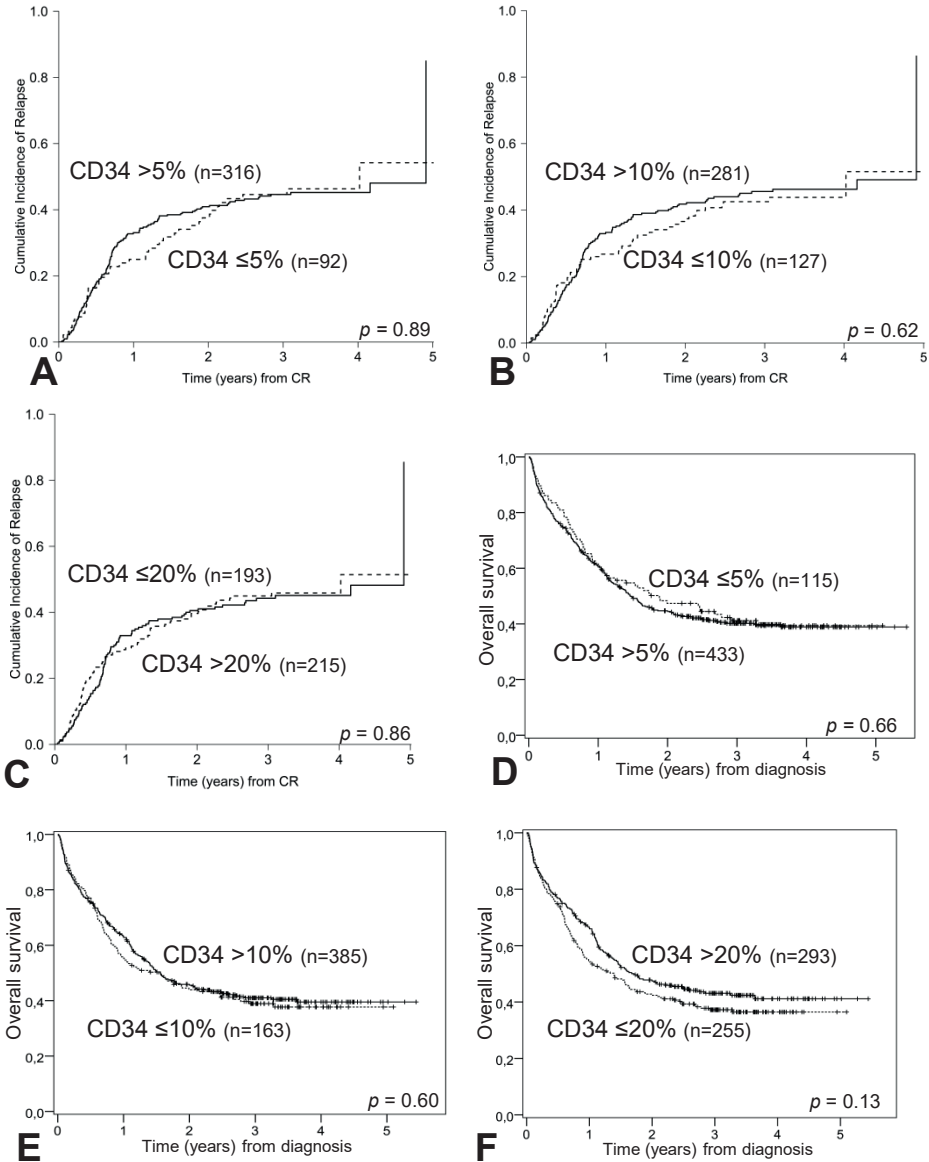 1.0
0.8
0.6
0.4
0.2
0.0
Cumulative Incidence of Relapse
CD34 >5% (n=316)
CD34 ≤5% (n=92)
p = 0.89
0 1 2 3 4 5
Time (years) from CR
A
1.0
0.8
0.6
0.4
0.2
0.0
Cumulative Incidence of Relapse
CD34 >10% (n=281)
CD34 ≤10% (n=127)
p = 0.62
0 1 2 3 4 5
Time (years) from CR
B
1.0
0.8
0.6
0.4
0.2
0.0
Cumulative Incidence of Relapse
CD34 ≤20% (n=193)
CD34 >20% (n=215)
p = 0.86
0 1 2 3 4 5
Time (years) from CR
C
1,0
0,8
0,6
0,4
0,2
0,0
Overall survival
CD34 ≤5% (n=115)
CD34 >5% (n=433)
p = 0.66
0 1 2 3 4 5
Time (years) from diagnosis
D
1,0
0,8
0,6
0,4
0,2
0,0
Overall survival
CD34 >10% (n=385)
CD34 ≤10% (n=163)
p = 0.60
0 1 2 3 4 5
Time (years) from diagnosis
E
1,0
0,8
0,6
0,4
0,2
0,0
Overall survival
CD34 >20% (n=293)
CD34 ≤20% (n=255)
p = 0.13
0 1 2 3 4 5
Time (years) from diagnosis
F